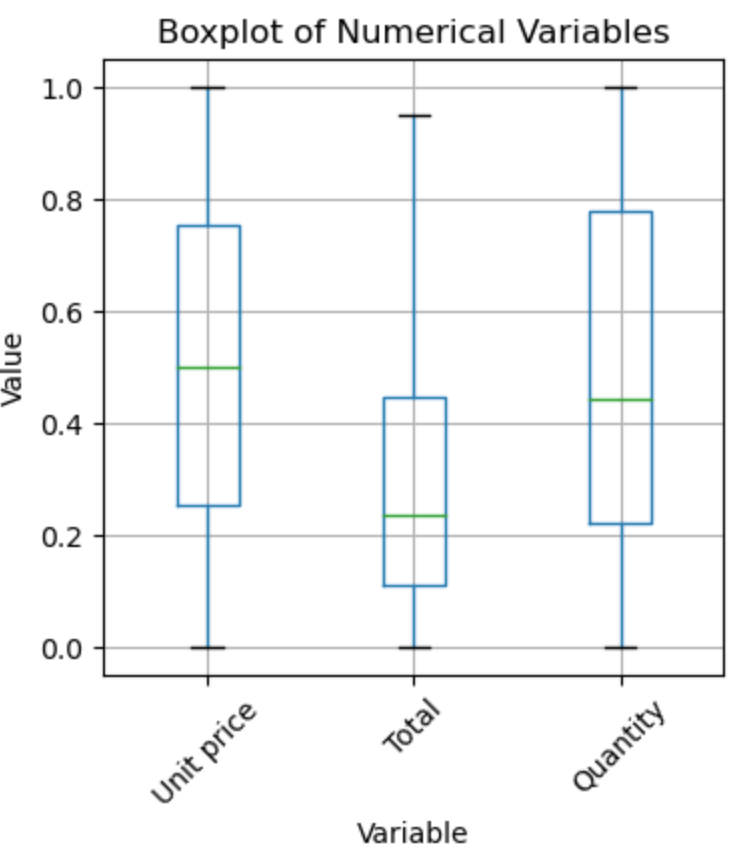 Boxplot of Numerical Variables
1.0
0.8
0.6
0.4
0.2
0.0
Value
Unit price
Total
Quantity
Variable